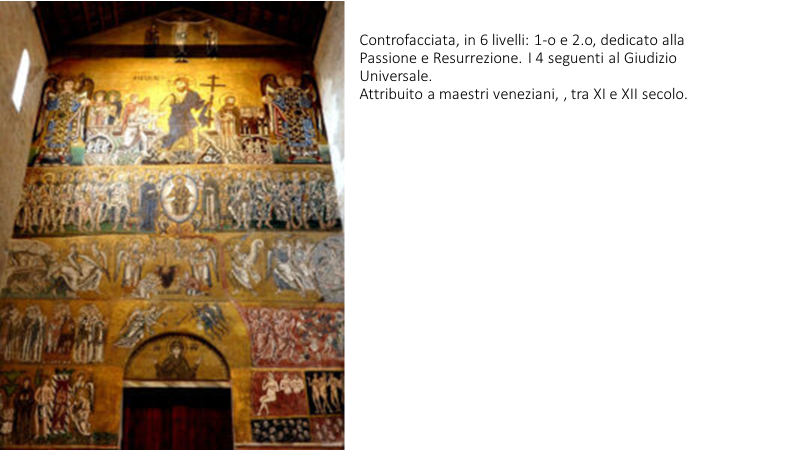 Controfacciata, in 6 livelli: 1-o e 2.o, dedicato alla
Passione e Resurrezione. I 4 seguenti al Giudizio
Universale.
Attribuito a maestri veneziani, , tra XI e XII secolo.